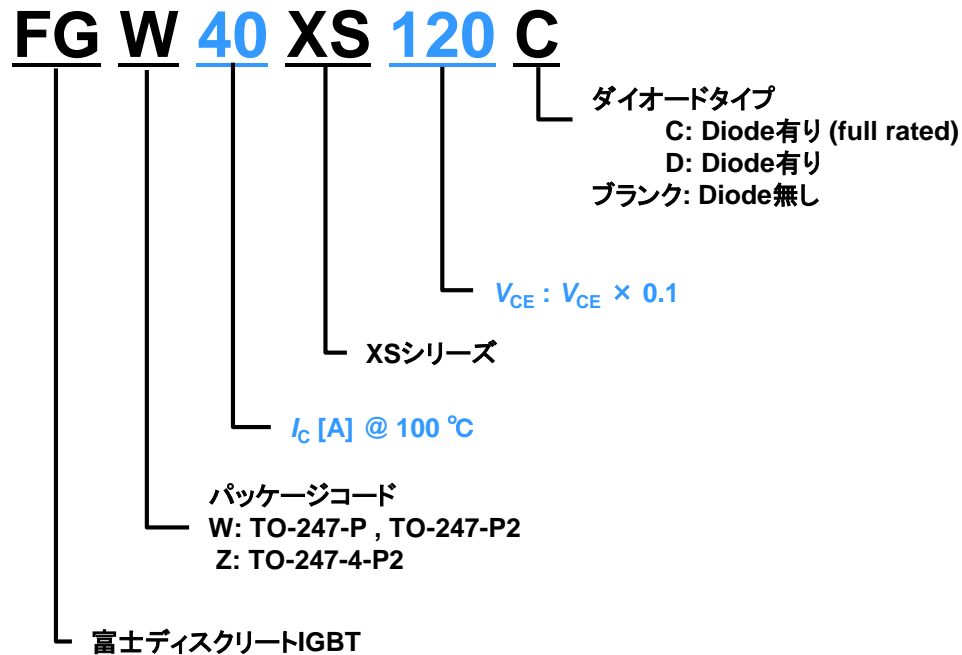 FG W 40 XS 120 C
ダイオードタイプ
C: Diode有り (full rated)
D: Diode有り
ブランク: Diode無し
VCE : VCE × 0.1
XSシリーズ
IC [A] @ 100 ℃
パッケージコード
W: TO-247-P , TO-247-P2
Z: TO-247-4-P2
富士ディスクリートIGBT